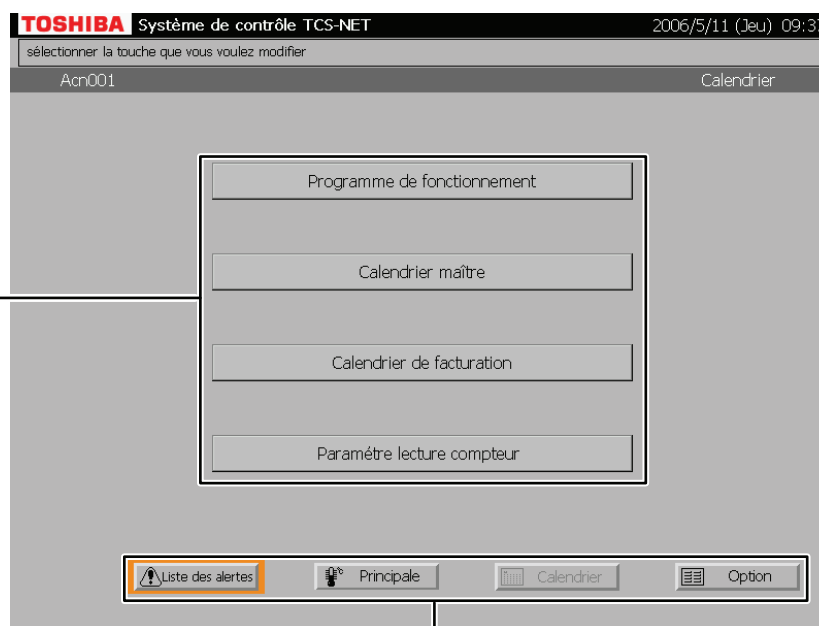 TOSHIBA Système de contrôle TCS-NET 2006/5/11 (Jeu) 09:3
sélectionner la touche que vous voulez modifier
Acn001 Calendrier
Programme de fonctionnement
Calendrier maître
Calendrier de facturation
Paramétre lecture compteur
Liste des alertes Principale Calendrier Option